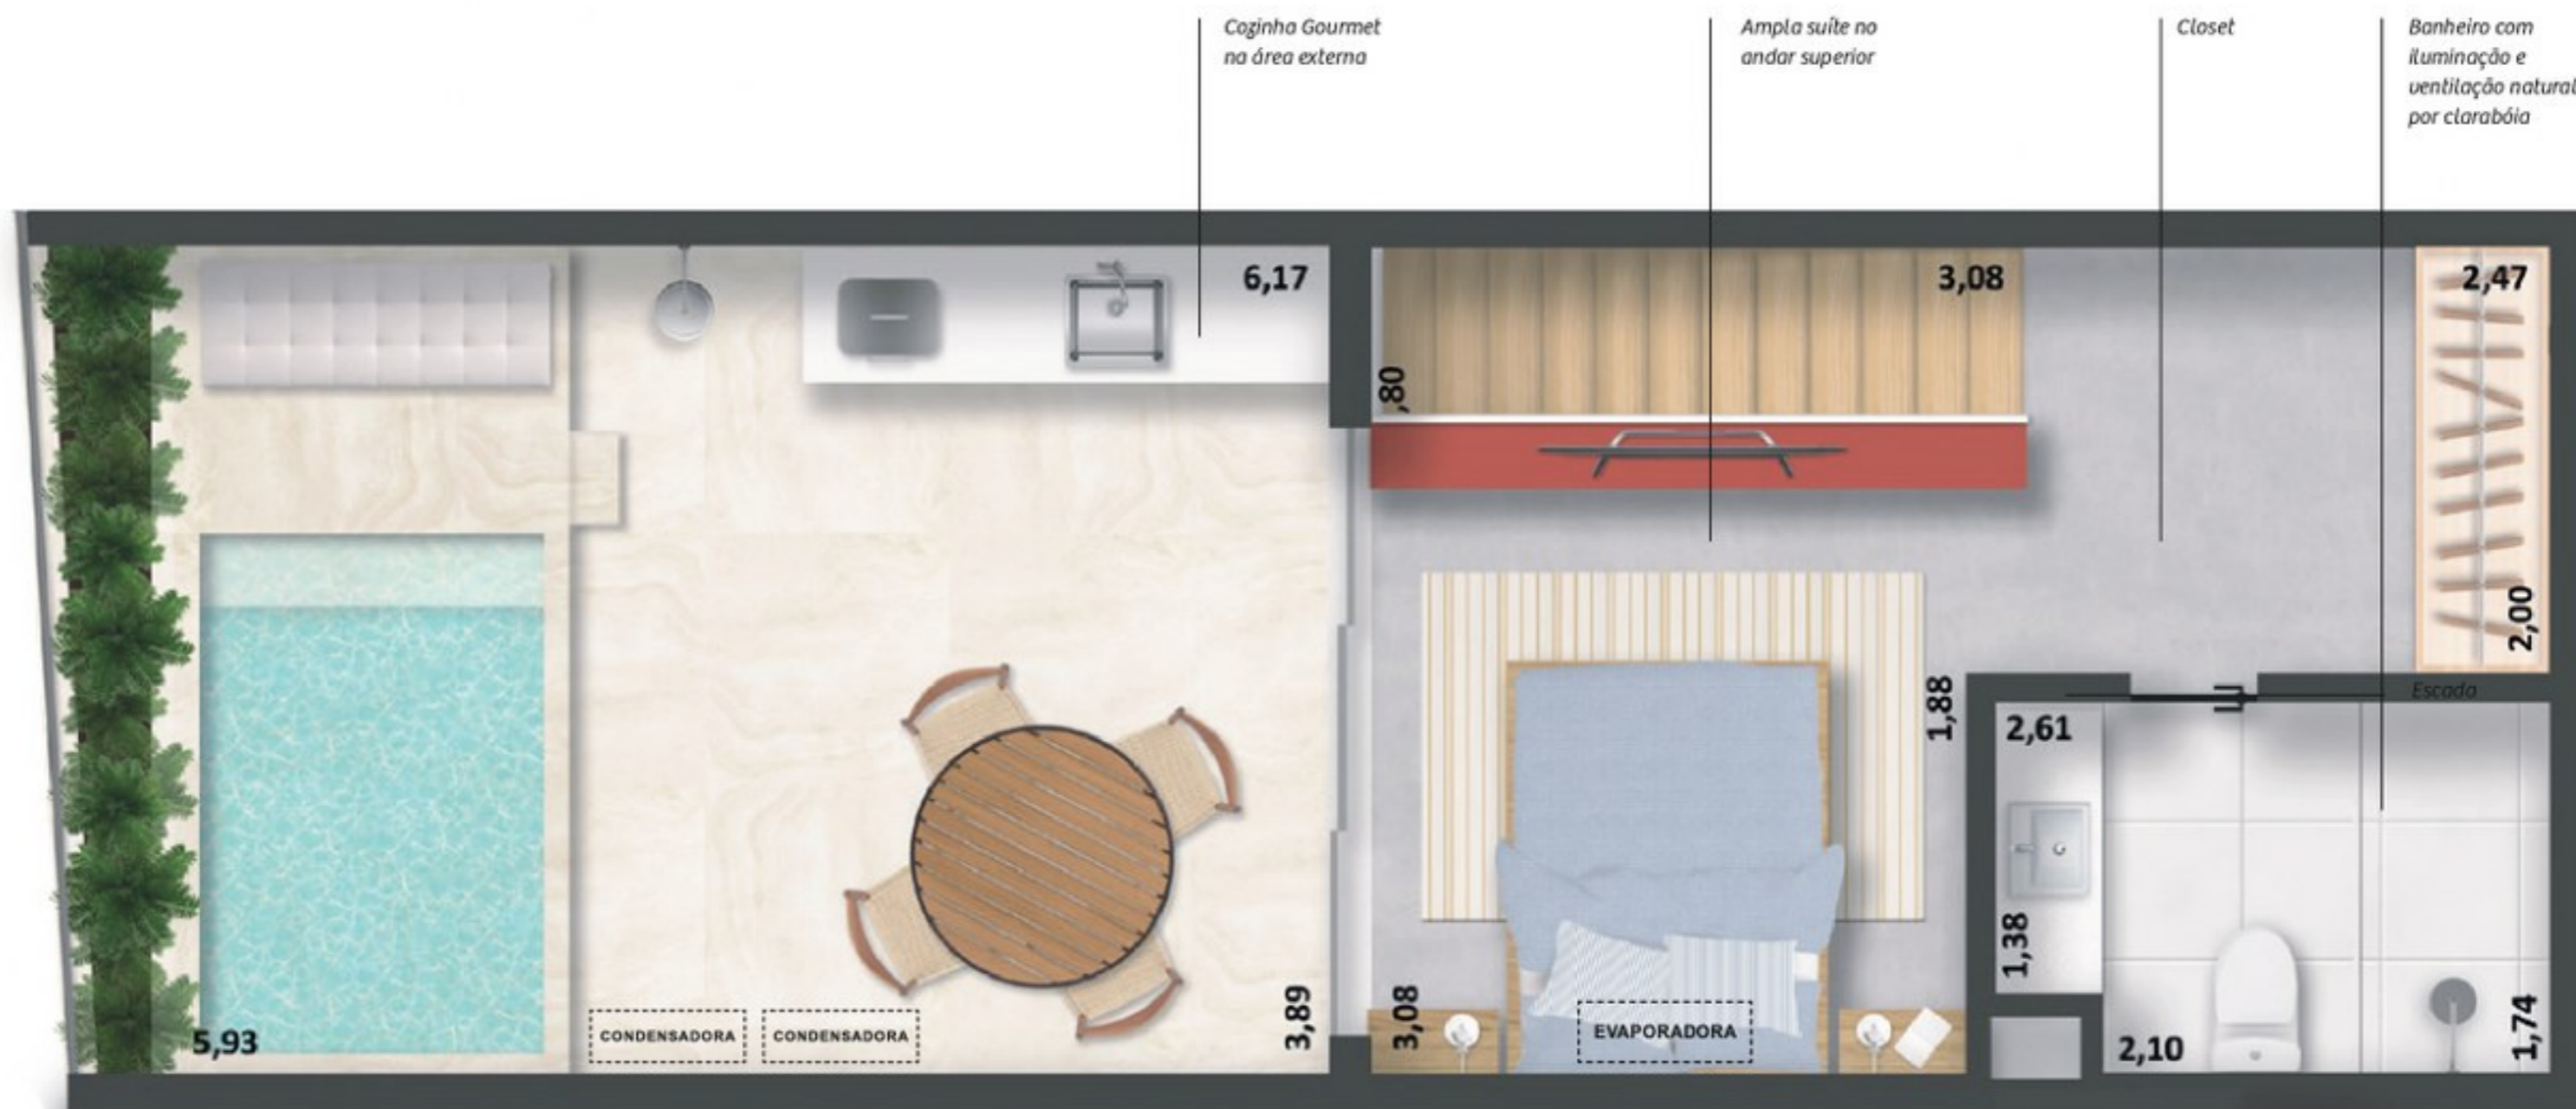 Cozinha Gourmet
na área externa
Ampla suíte no
andar superior
Closet
Banheiro com
iluminação e
ventilação natural
por clarabóia
6,17
3,08
2,47
,80
2,00
Escada
1,88
2,61
1,38
5,93
CONDENSADORA
CONDENSADORA
3,89
3,08
EVAPORADORA
2,10
1,74